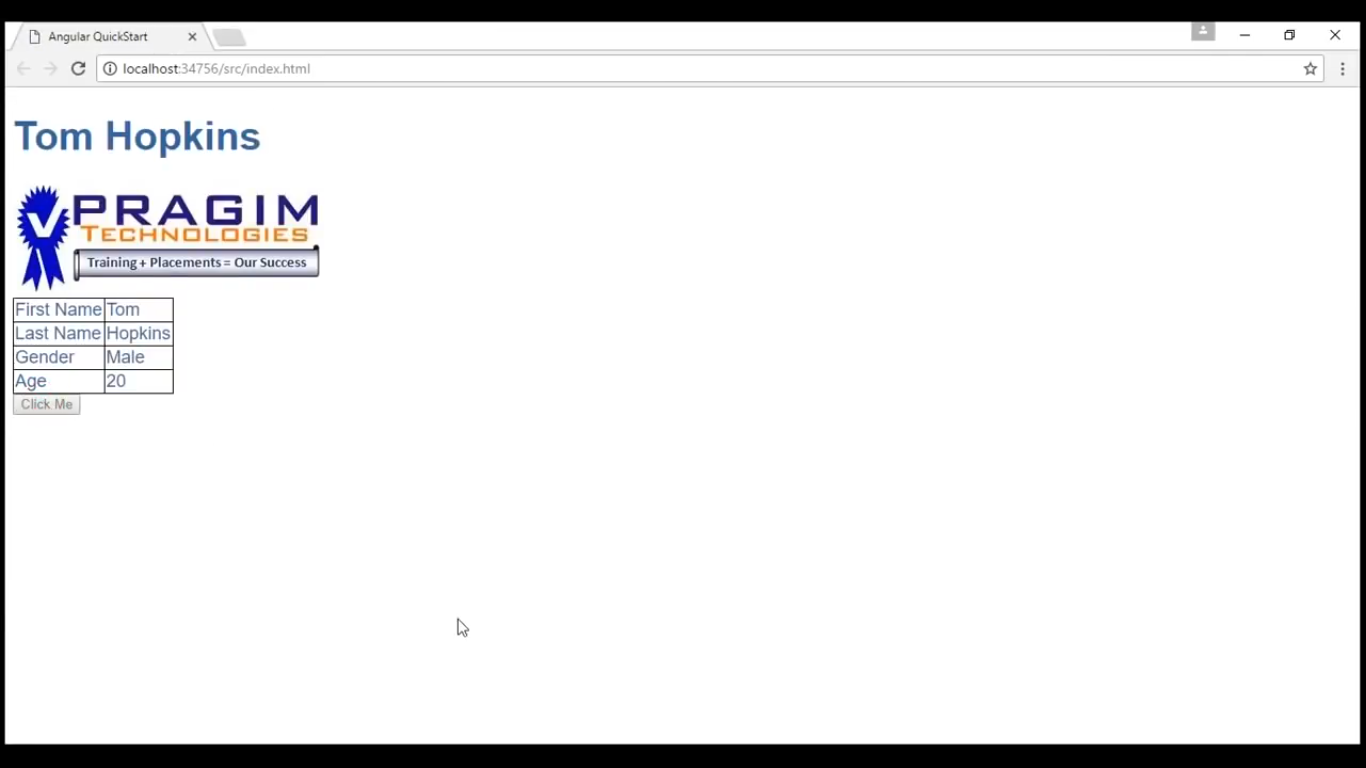 Angular QuickStart
localhost:34756/src/index.html
Tom Hopkins
PRAGIM
TECHNOLOGIES
Training + Placements = Our Success
First Name Tom
Last Name Hopkins
Gender Male
Age 20
Click Me